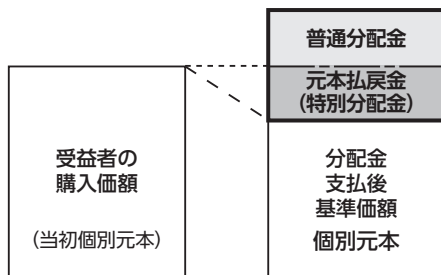 普通分配金
元本払戻金
(特別分配金)
受益者の
購入価額
(当初個別元本)
分配金
支払後
基準価額
個別元本